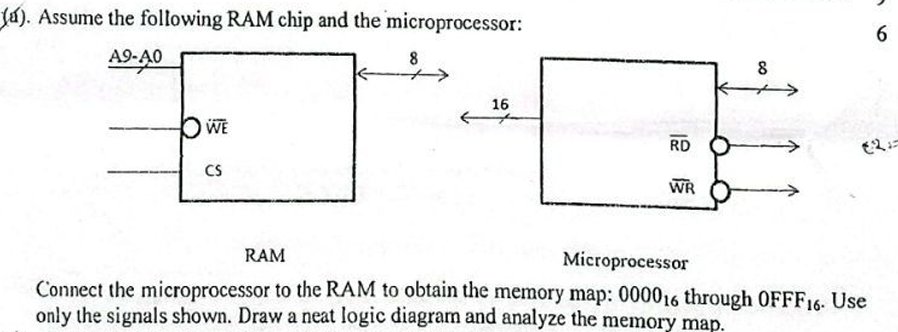 (d). Assume the following RAM chip and the microprocessor:
6
A9-A0
8
8
16
WE
RD
CS
WR
RAM
Microprocessor
Connect the microprocessor to the RAM to obtain the memory map: 0000₁₆ through 0FFF₁₆. Use
only the signals shown. Draw a neat logic diagram and analyze the memory map.